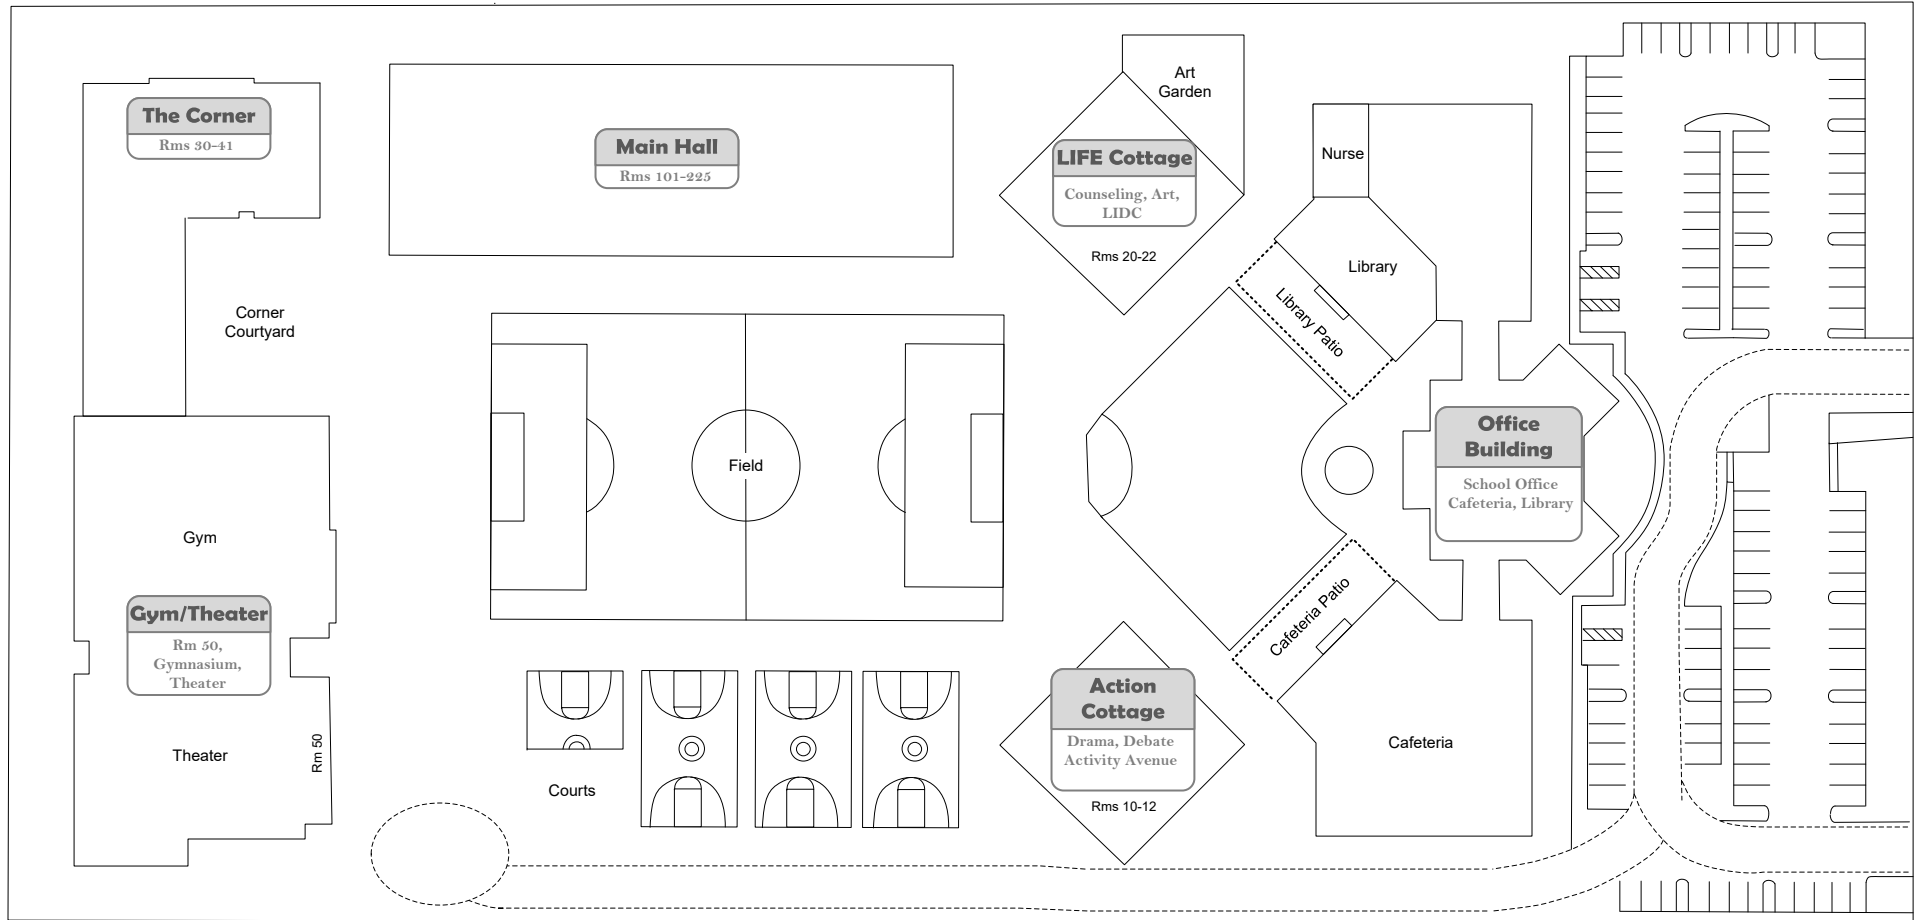 The Corner
Rms 30-41
Main Hall
Rms 101-225
Art
Garden
LIFE Cottage
Counseling, Art,
LIDC
Rms 20-22
Nurse
Library
Library Patio
Corner
Courtyard
Field
Office
Building
School Office
Cafeteria, Library
Gym
Gym/Theater
Rm 50,
Gymnasium,
Theater
Theater
Rm 50
Courts
Cafeteria Patio
Action
Cottage
Drama, Debate
Activity Avenue
Rms 10-12
Cafeteria